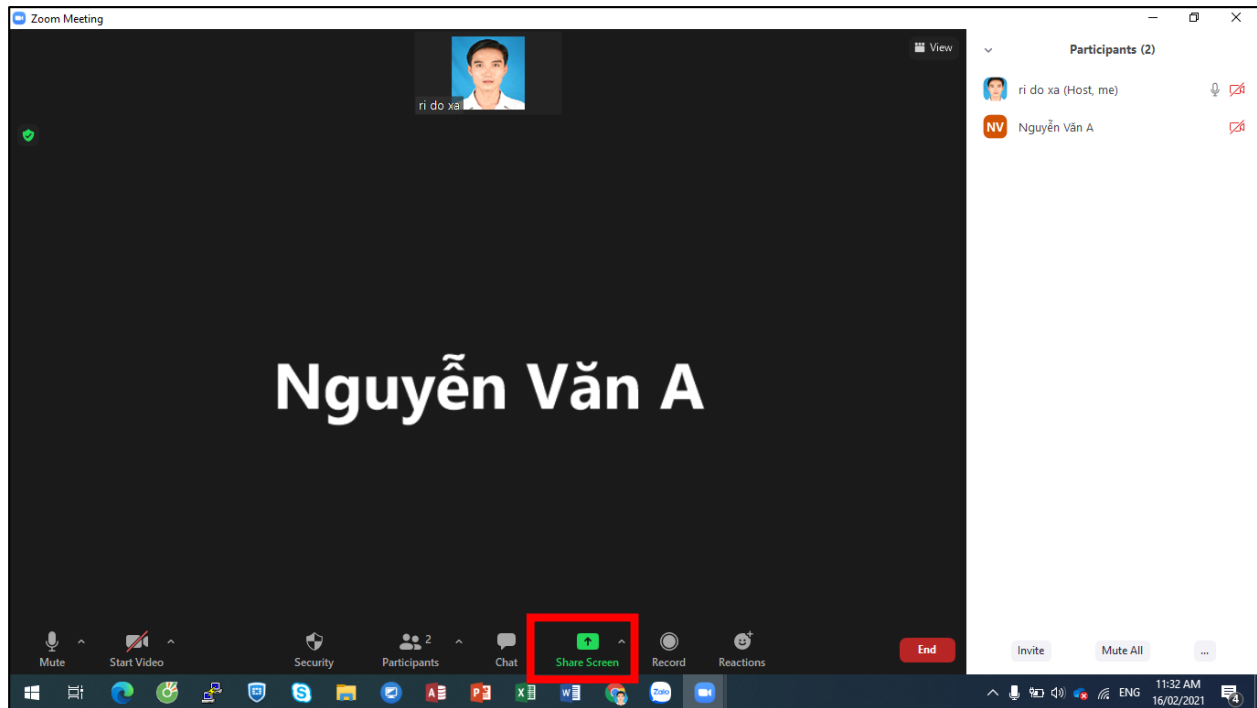 Zoom Meeting
View
Participants (2)
ri do xa
ri do xa (Host, me)
NV Nguyễn Văn A
Nguyễn Văn A
2
Mute Start Video Security Participants Chat Share Screen Record Reactions End
Invite Mute All ...
Zalo ENG 11:32 AM
16/02/2021
4